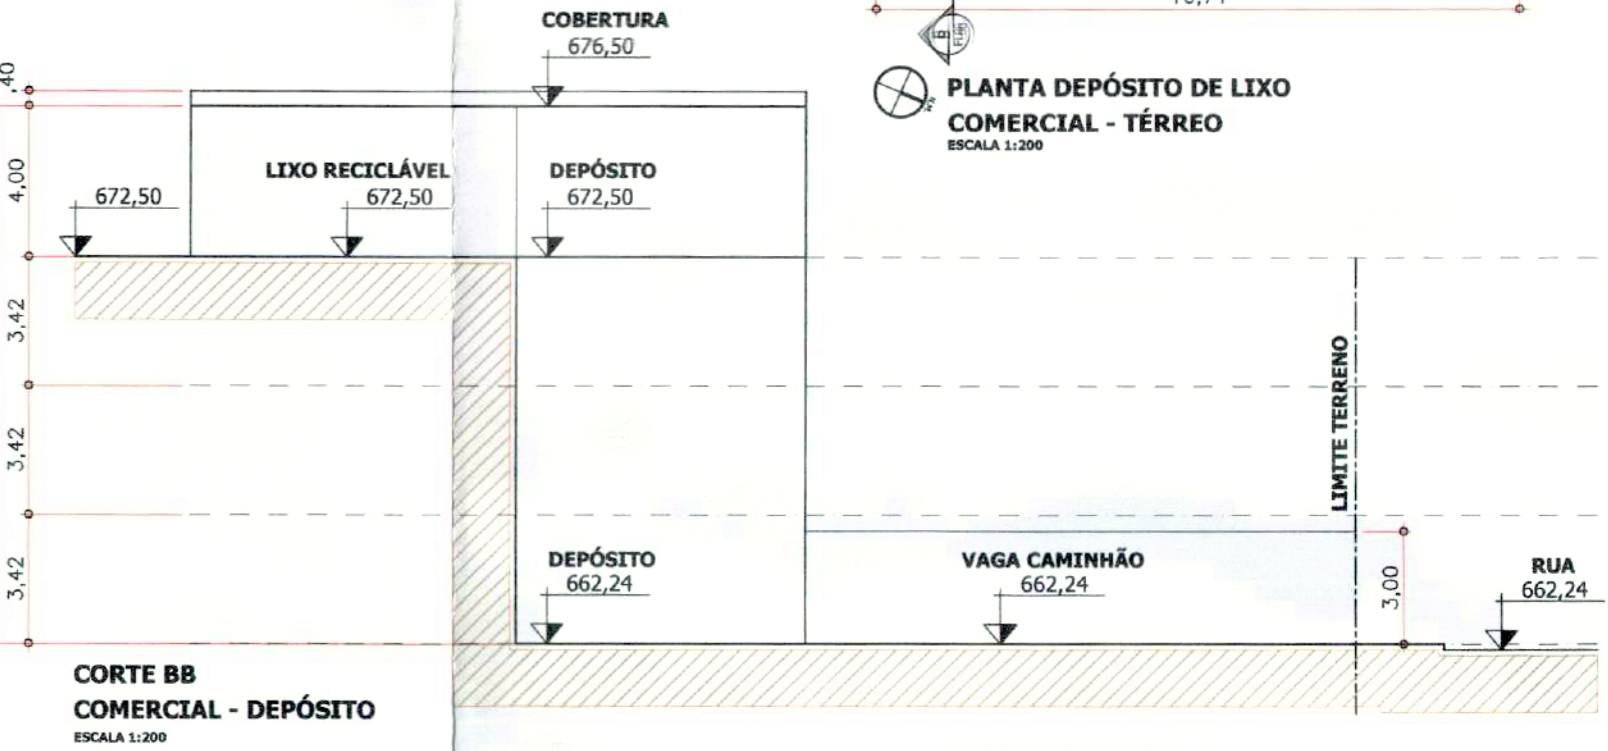 COBERTURA
676,50
PLANTA DEPÓSITO DE LIXO
COMERCIAL - TÉRREO
ESCALA 1:200
,40
4,00
3,42
3,42
3,42
672,50
LIXO RECICLÁVEL
672,50
DEPÓSITO
672,50
LIMITE TERRENO
DEPÓSITO
662,24
VAGA CAMINHÃO
662,24
3,00
RUA
662,24
CORTE BB
COMERCIAL - DEPÓSITO
ESCALA 1:200
B